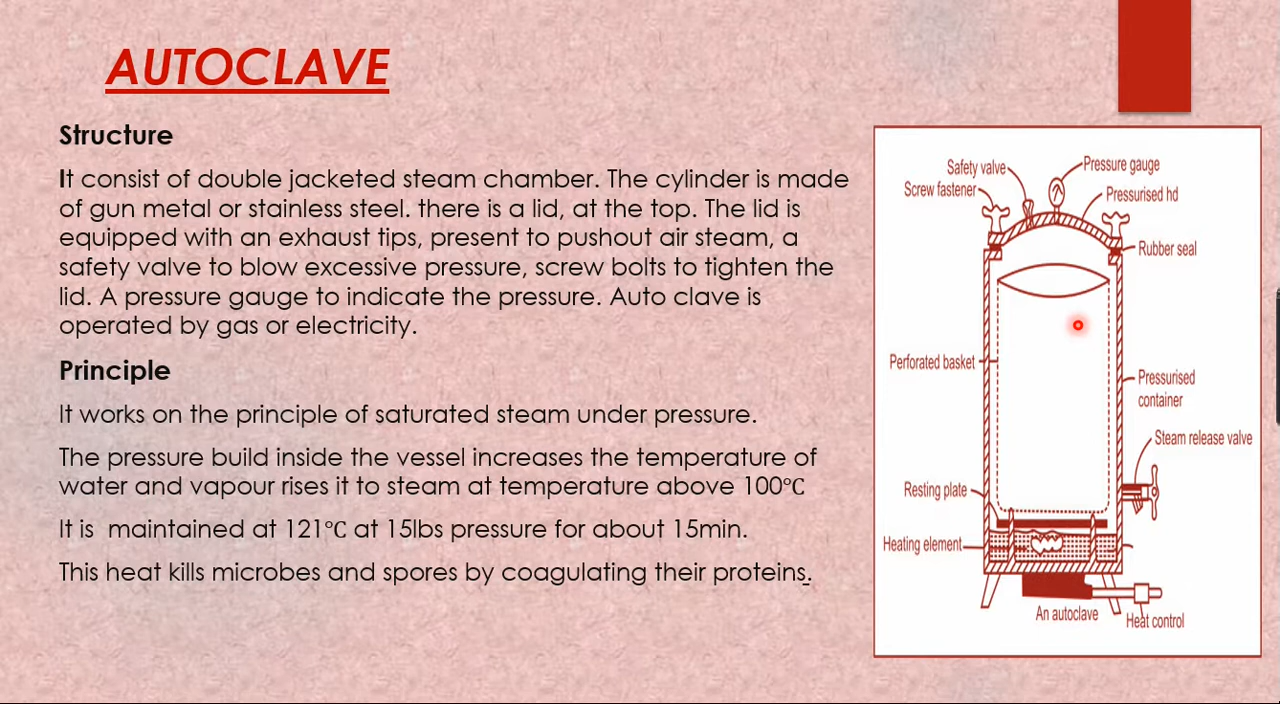 AUTOCLAVE
Structure
It consist of double jacketed steam chamber. The cylinder is made
of gun metal or stainless steel. there is a lid, at the top. The lid is
equipped with an exhaust tips, present to pushout air steam, a
safety valve to blow excessive pressure, screw bolts to tighten the
lid. A pressure gauge to indicate the pressure. Auto clave is
operated by gas or electricity.
Principle
It works on the principle of saturated steam under pressure.
The pressure build inside the vessel increases the temperature of
water and vapour rises it to steam at temperature above 100℃
It is  maintained at 121℃ at 15lbs pressure for about 15min.
This heat kills microbes and spores by coagulating their proteins.
Safety valve
Pressure gauge
Screw fastener
Pressurised hd
Rubber seal
Perforated basket
Pressurised
container
Steam release valve
Resting plate
Heating element
An autoclave
Heat control